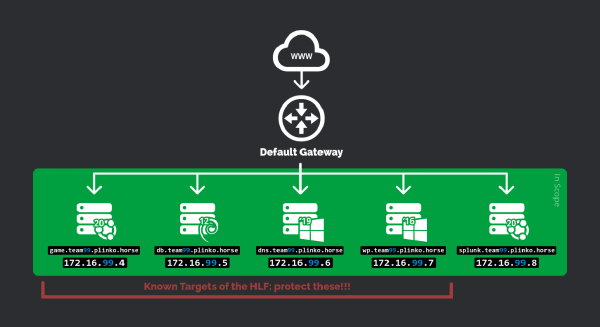 WWW
Default Gateway
In Scope
20
12
'19
'16
20
game.team99.plinko.horse
db.team99.plinko.horse
dns.team99.plinko.horse
wp.team99.plinko.horse
splunk.team99.plinko.horse
172.16.99.4
172.16.99.5
172.16.99.6
172.16.99.7
172.16.99.8
Known Targets of the HLF: protect these!!!